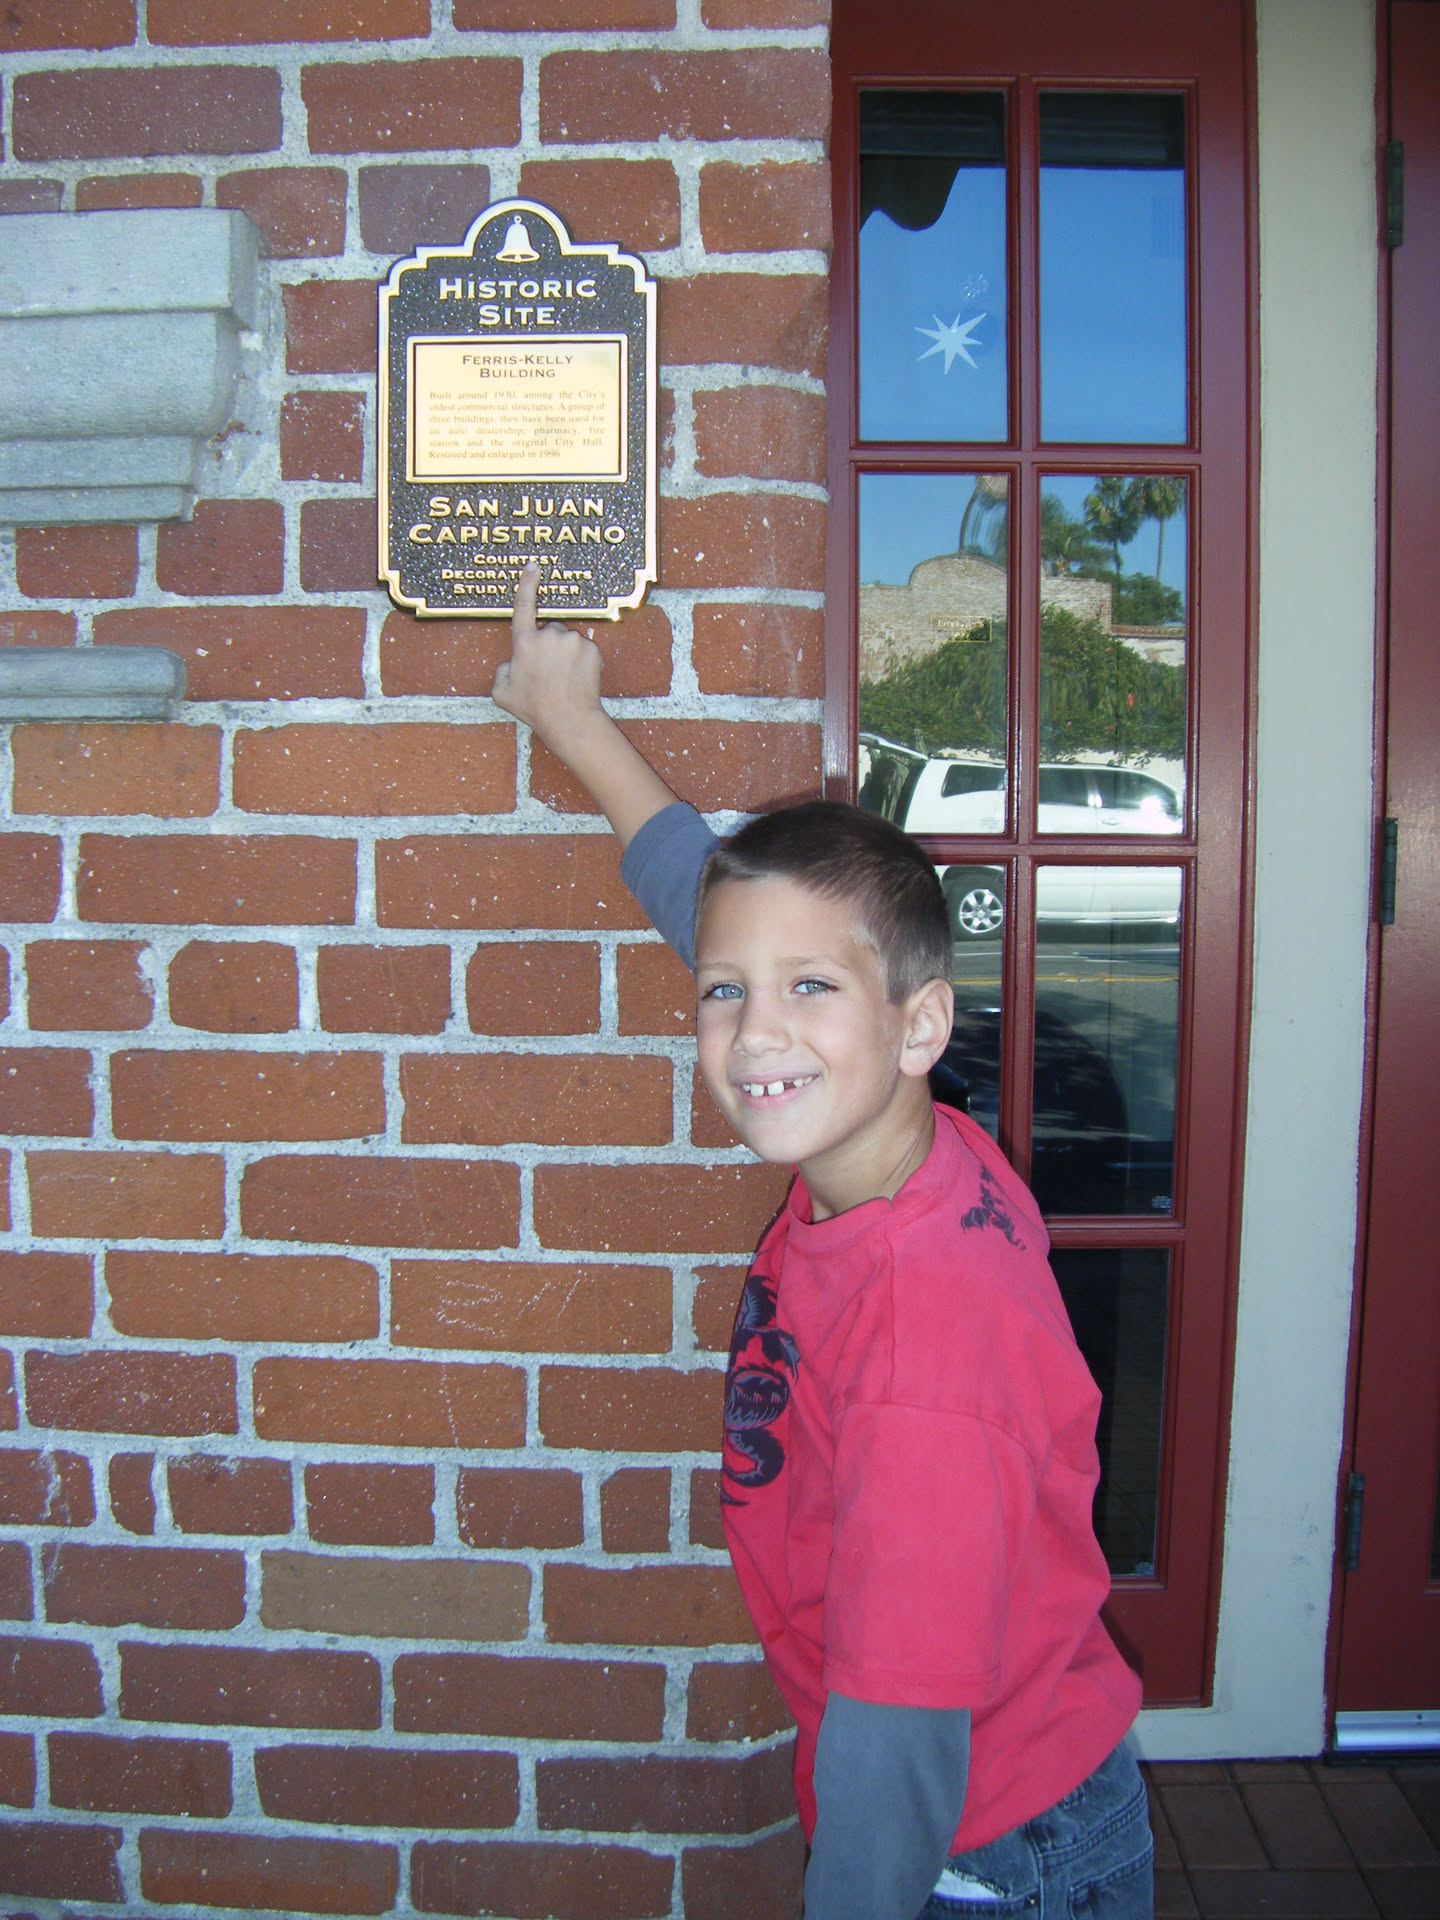 HISTORIC
SITE
FERRIS-KELLY
BUILDING
Built around 1930, among the City's
oldest commercial structures. A group of
three buildings, they have been used for
an auto dealership, pharmacy, fire
station and the original City Hall.
Restored and enlarged in 1996.
SAN JUAN
CAPISTRANO
COURTESY
ARTS
STUDY